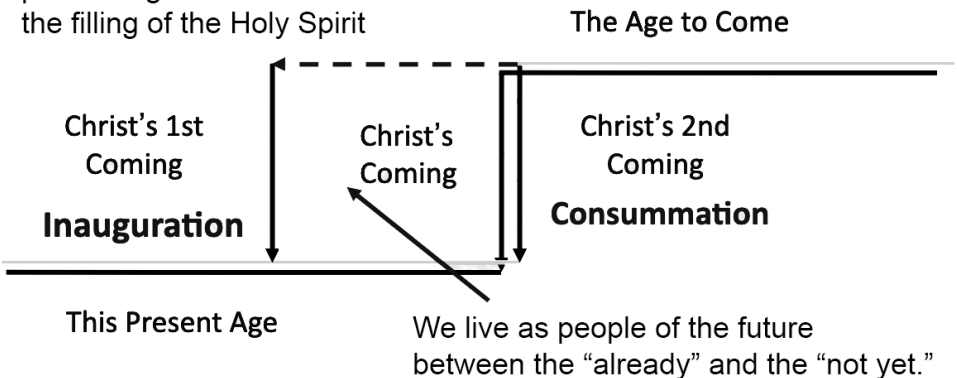 the filling of the Holy Spirit
The Age to Come
Christ’s 1st
Coming
Inauguration
Christ’s
Coming
Christ’s 2nd
Coming
Consummation
This Present Age
We live as people of the future
between the “already” and the “not yet.”